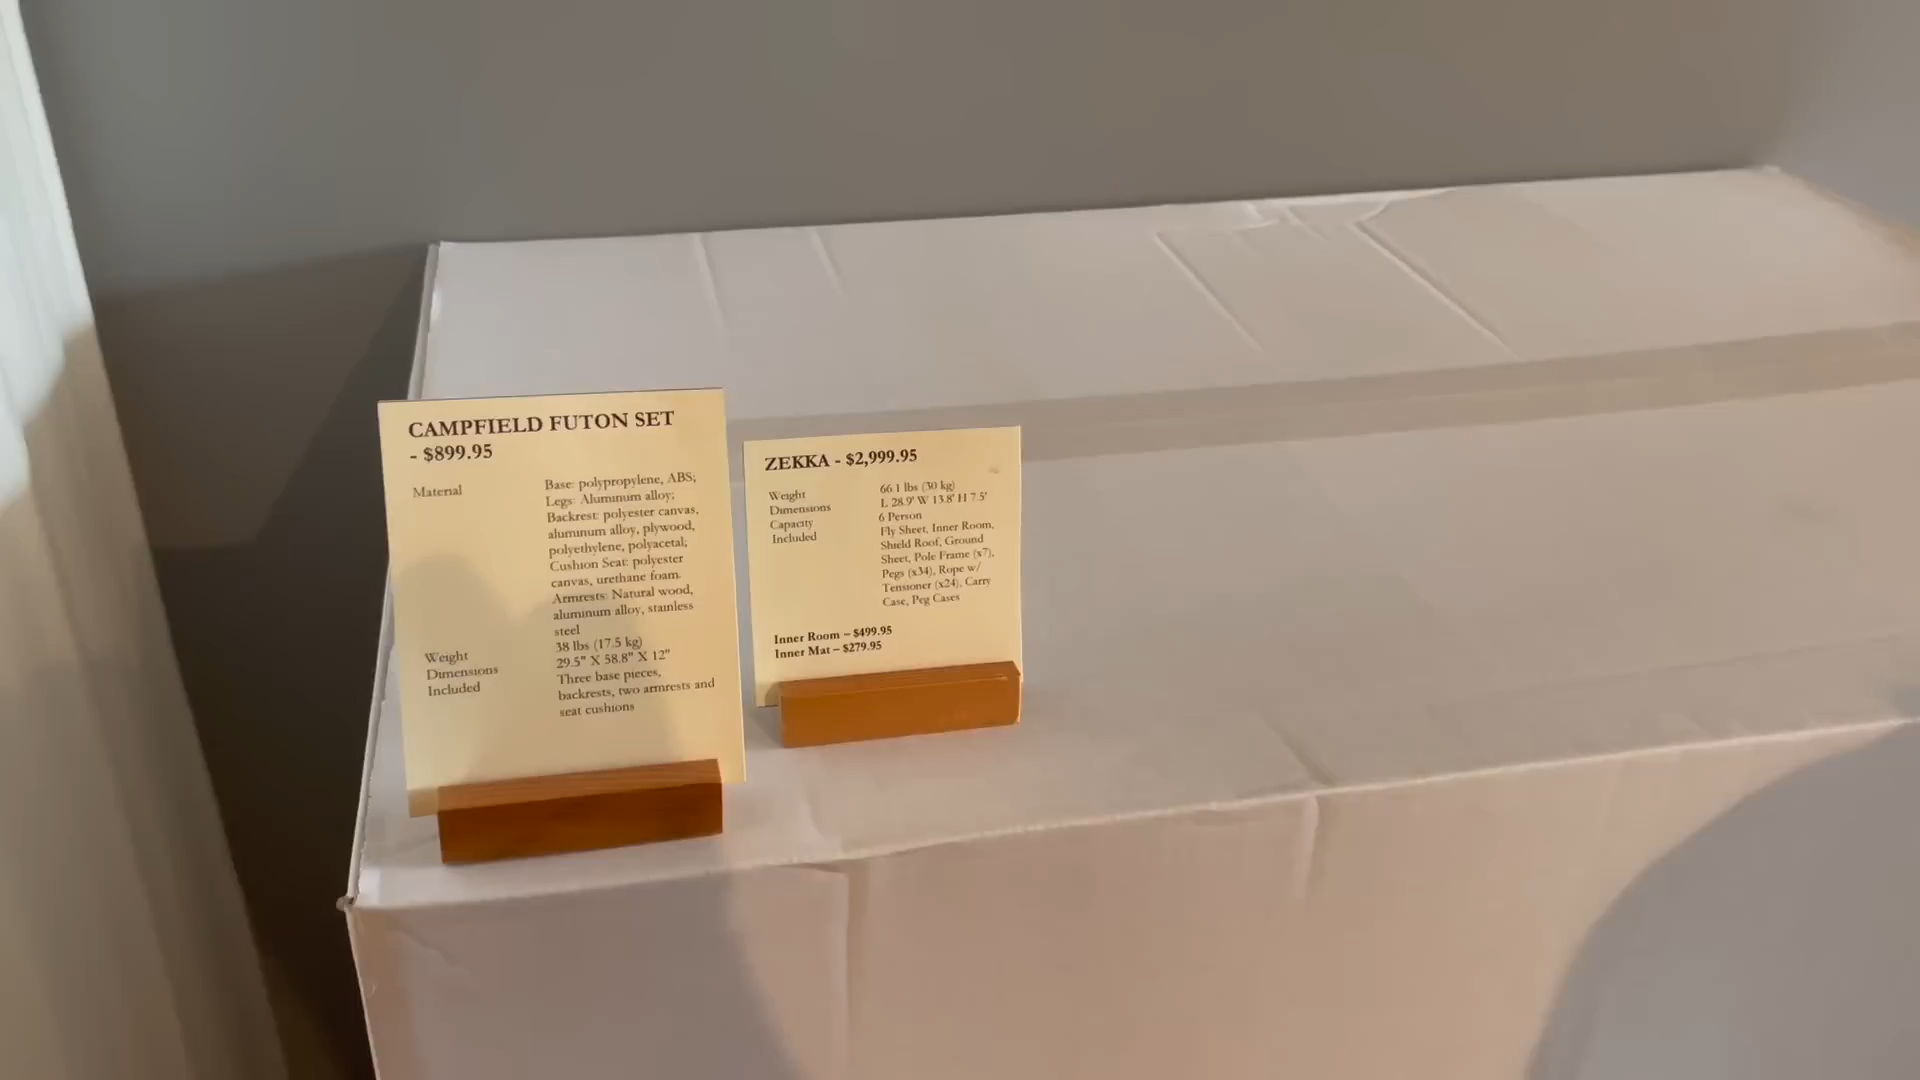 CAMPFIELD FUTON SET
- $899.95
Material
Base: polypropylene, ABS;
Legs: Aluminum alloy;
Backrest: polyester canvas,
aluminum alloy, plywood,
polyethylene, polyacetal;
Cushion Seat: polyester
canvas, urethane foam.
Armrests: Natural wood,
aluminum alloy, stainless
steel
Weight
38 lbs (17.5 kg)
Dimensions
29.5" X 58.8" X 12"
Included
Three base pieces,
backrests, two armrests and
seat cushions
ZEKKA - $2,999.95
Weight
66.1 lbs (30 kg)
Dimensions
L 28.9' W 13.8' H 7.5'
Capacity
6 Person
Included
Fly Sheet, Inner Room,
Shield Roof, Ground
Sheet, Pole Frame (x7),
Pegs (x34), Rope w/
Tensioner (x24), Carry
Case, Peg Cases
Inner Room – $499.95
Inner Mat – $279.95